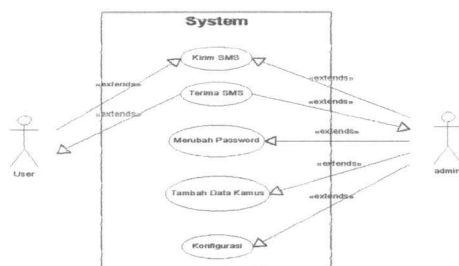 System
Kirim SMS
«extends»
«extends»
Terima SMS
«extends»
«extends»
Merubah Password
«extends»
User
admin
Tambah Data Kamus
«extends»
Konfigurasi